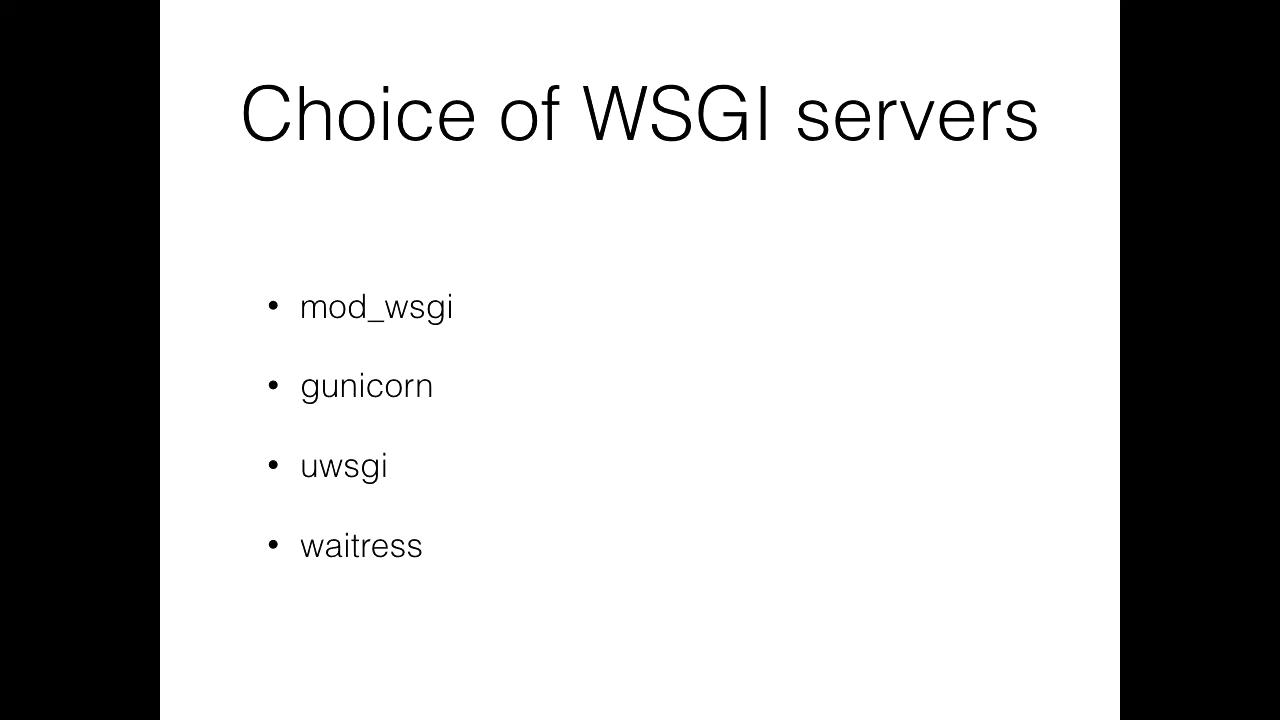 Choice of WSGI servers
• mod_wsgi
• gunicorn
• uwsgi
• waitress